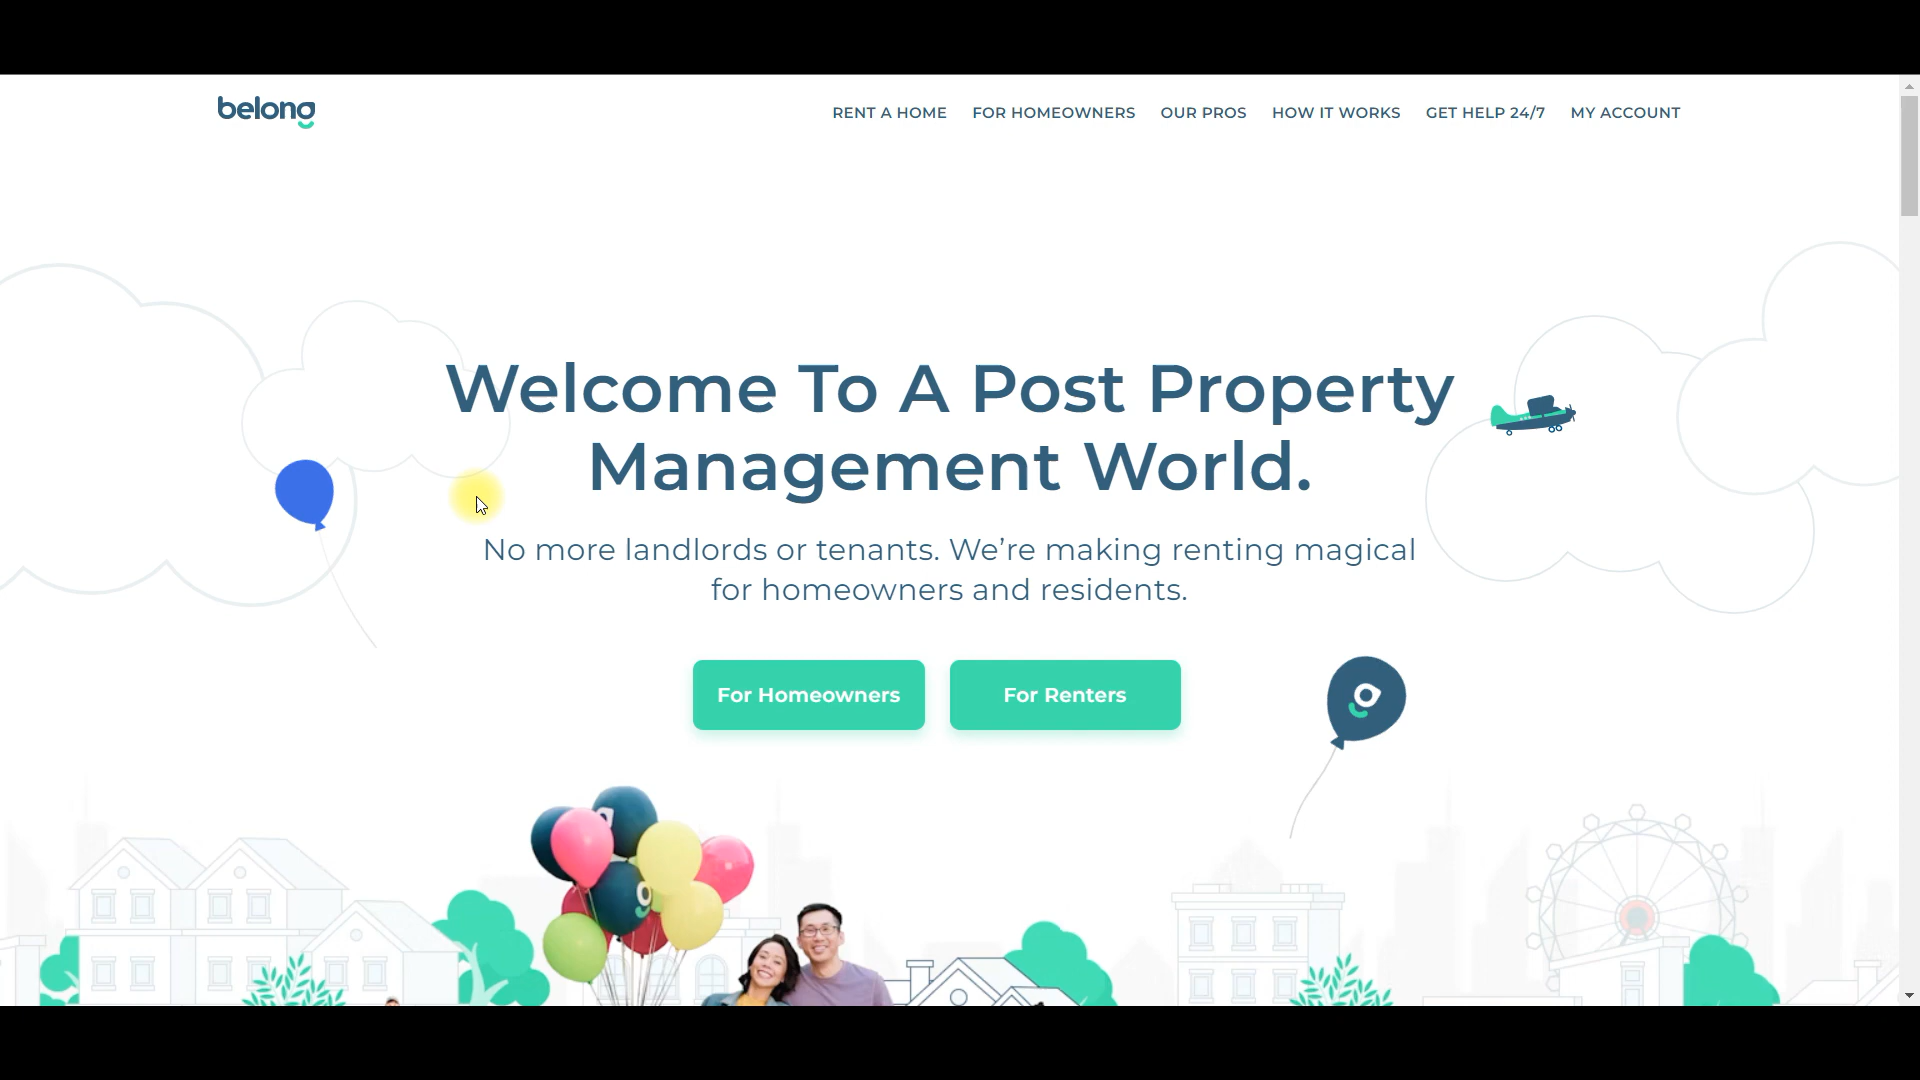 belong
RENT A HOME FOR HOMEOWNERS OUR PROS HOW IT WORKS GET HELP 24/7 MY ACCOUNT
Welcome To A Post Property
Management World.
No more landlords or tenants. We’re making renting magical
for homeowners and residents.
For Homeowners For Renters